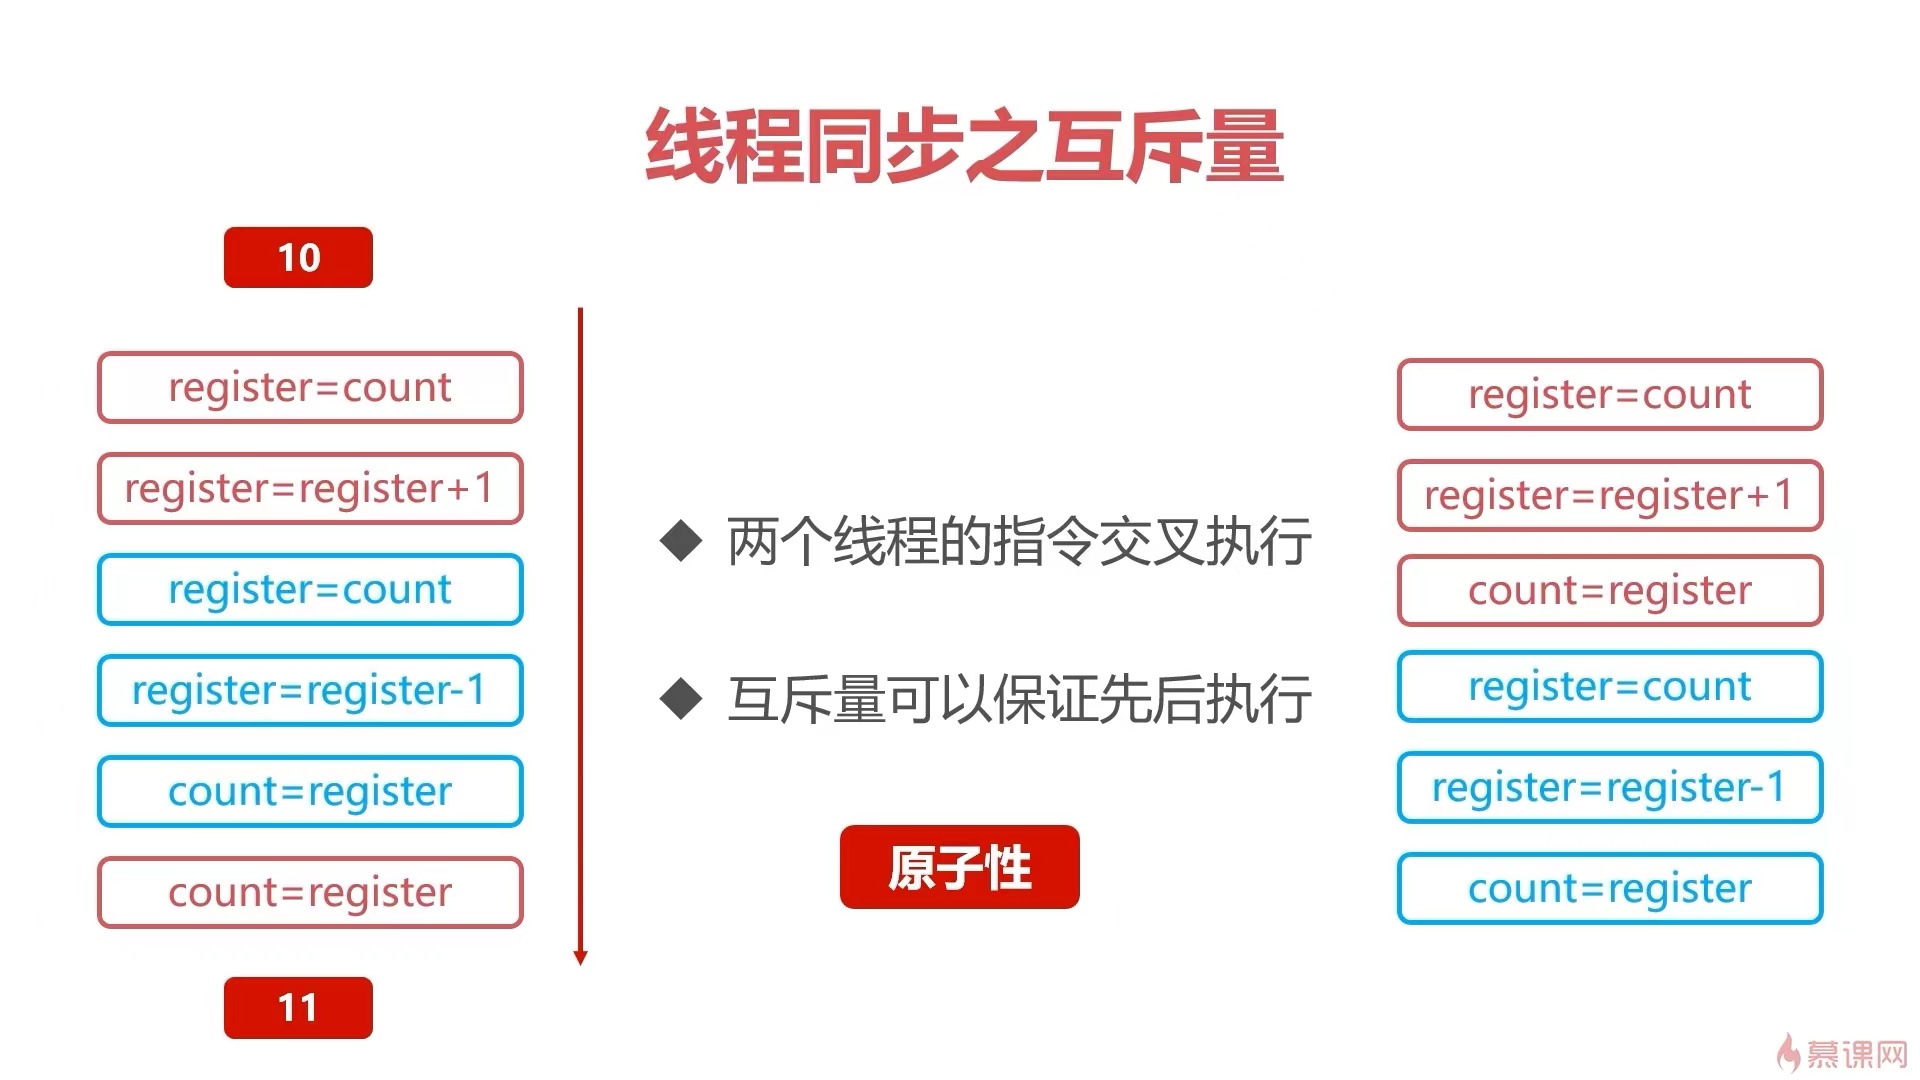 线程同步之互斥量
10
register=count
register=register+1
register=count
register=register-1
count=register
count=register
11
◆ 两个线程的指令交叉执行
◆ 互斥量可以保证先后执行
原子性
register=count
register=register+1
count=register
register=count
register=register-1
count=register
慕课网